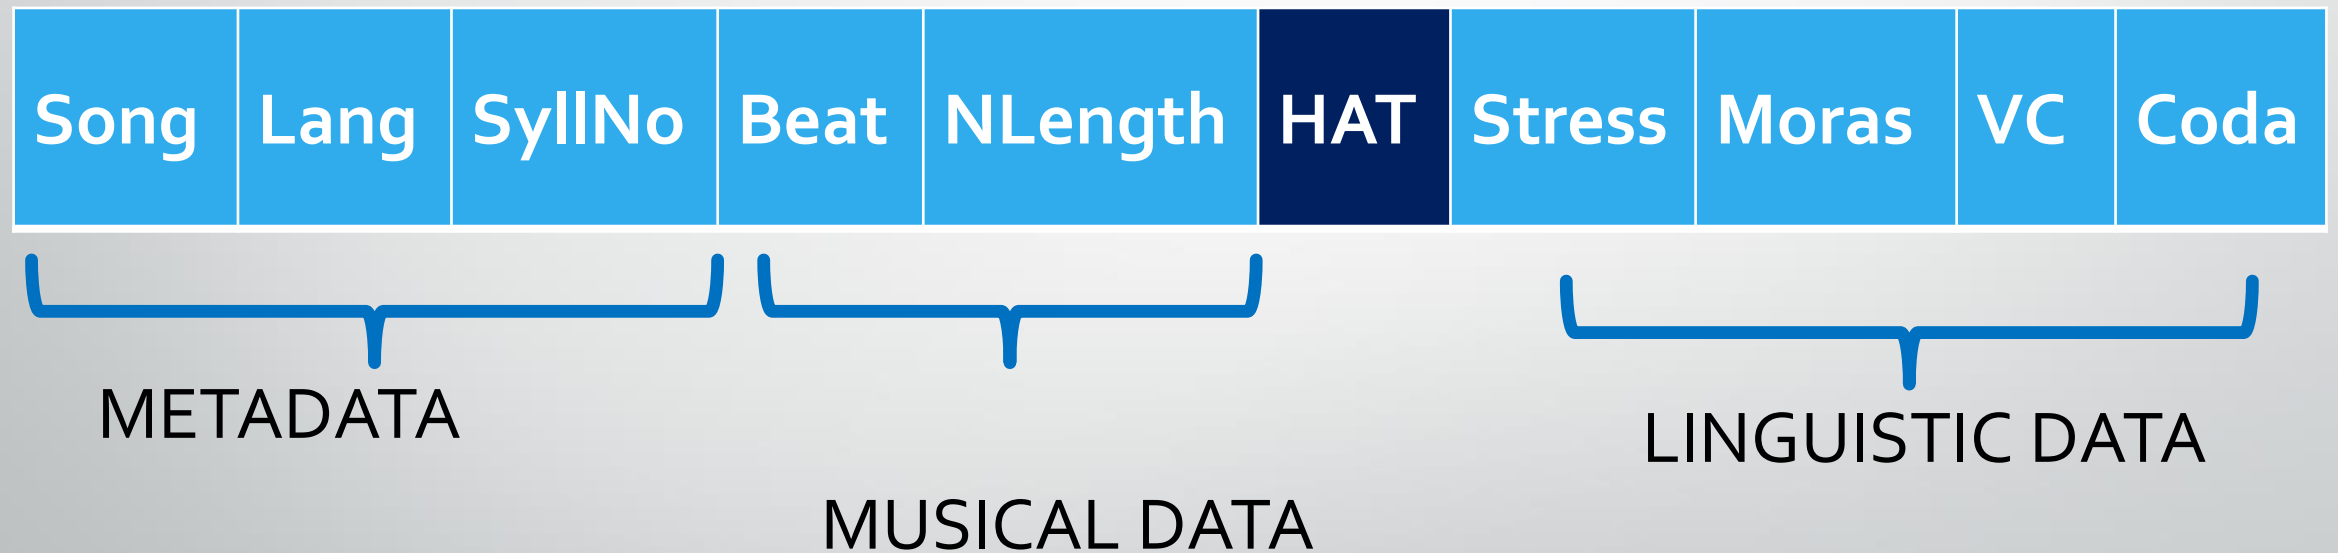 Song Lang SyllNo Beat NLength HAT Stress Moras VC Coda
METADATA
LINGUISTIC DATA
MUSICAL DATA